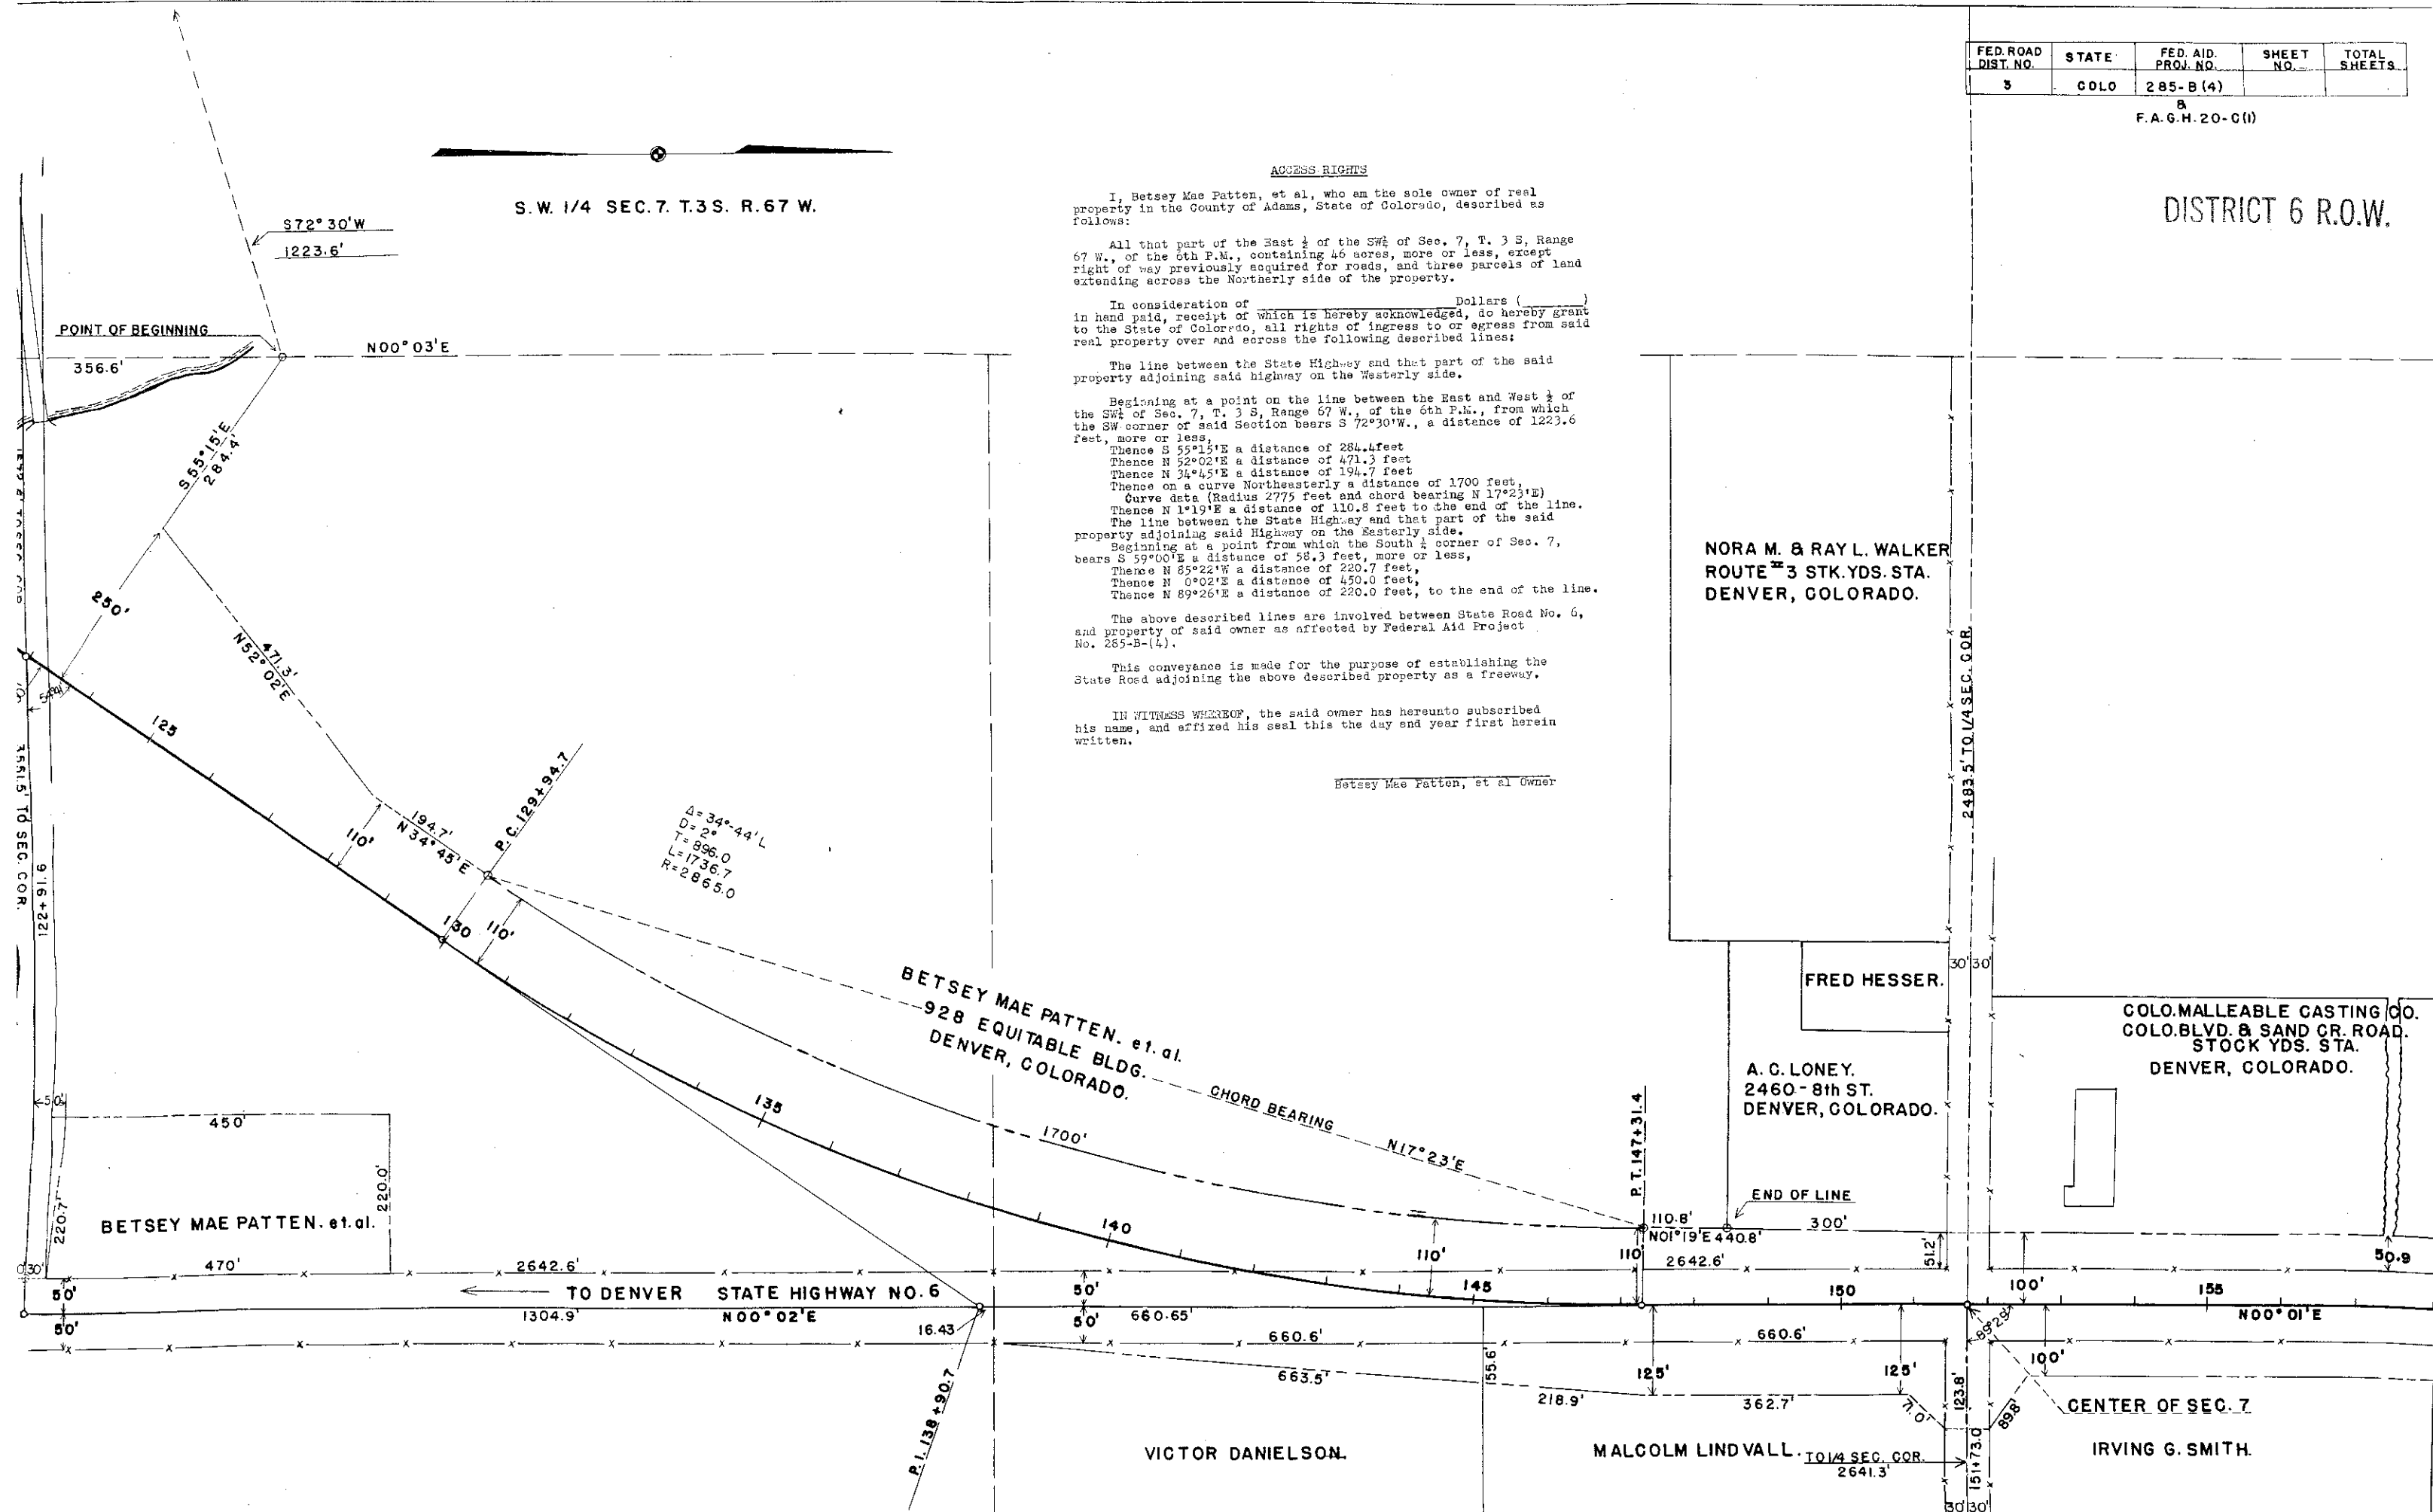 FED. ROAD DIST. NO. STATE FED. AID. PROJ. NO. SHEET NO. TOTAL SHEETS
3 COLO 285-B(4)
&
F.A.G.H. 20-C(1)
DISTRICT 6 R.O.W.
S.W. 1/4 SEC. 7. T.3 S. R.67 W.
S72°30'W
1223.6'
POINT OF BEGINNING
356.6'
N00°03'E
S55°15'E
284.4'
250'
471.3'
N52°02'E
ACCESS RIGHTS
I, Betsey Mae Patten, et al, who am the sole owner of real
property in the County of Adams, State of Colorado, described as
follows:
All that part of the East ½ of the SW¼ of Sec. 7, T. 3 S, Range
67 W., of the 6th P.M., containing 46 acres, more or less, except
right of way previously acquired for roads, and three parcels of land
extending across the Northerly side of the property.
In consideration of ____ Dollars (____)
in hand paid, receipt of which is hereby acknowledged, do hereby grant
to the State of Colorado, all rights of ingress to or egress from said
real property over and across the following described lines:
The line between the State Highway and that part of the said
property adjoining said highway on the Westerly side.
Beginning at a point on the line between the East and West ½ of
the SW¼ of Sec. 7, T. 3 S, Range 67 W., of the 6th P.M., from which
the SW corner of said Section bears S 72°30'W., a distance of 1223.6
feet, more or less,
Thence S 55°15'E a distance of 284.4feet
Thence N 52°02'E a distance of 471.3 feet
Thence N 34°45'E a distance of 194.7 feet
Thence on a curve Northeasterly a distance of 1700 feet,
Curve data (Radius 2775 feet and chord bearing N 17°23'E)
Thence N 1°19'E a distance of 110.8 feet to the end of the line.
The line between the State Highway and that part of the said
property adjoining said Highway on the Easterly side.
Beginning at a point from which the South ¼ corner of Sec. 7,
bears S 59°00'E a distance of 58.3 feet, more or less,
Thence N 85°22'W a distance of 220.7 feet,
Thence N 0°02'E a distance of 450.0 feet,
Thence N 89°26'E a distance of 220.0 feet, to the end of the line.
The above described lines are involved between State Road No. 6,
and property of said owner as affected by Federal Aid Project
No. 285-B-(4).
This conveyance is made for the purpose of establishing the
State Road adjoining the above described property as a freeway.
IN WITNESS WHEREOF, the said owner has hereunto subscribed
his name, and affixed his seal this the day and year first herein
written.
Betsey Mae Patten, et al Owner
NORA M. & RAY L. WALKER
ROUTE #3 STK.YDS. STA.
DENVER, COLORADO.
2483.5' TO 1/4 SEC. COR.
3551.5' TO SEC. COR.
122+91.6
125
194.7'
N34°45'E
110'
P.C. 129+94.7
Δ=34°-44'L
D=2°
T=896.0
L=1736.7
R=2865.0
130
110'
BETSEY MAE PATTEN. et. al.
928 EQUITABLE BLDG.
DENVER, COLORADO.
CHORD BEARING
N17°23'E
1700'
135
140
145
150
155
FRED HESSER.
30' 30'
COLO. MALLEABLE CASTING CO.
COLO. BLVD. & SAND CR. ROAD.
STOCK YDS. STA.
DENVER, COLORADO.
A. C. LONEY.
2460 - 8th ST.
DENVER, COLORADO.
P.T. 147+31.4
END OF LINE
110.8'
300'
N01°19'E 440.8'
2642.6'
110'
110'
51.2'
100'
50.9
50'
450'
220.0'
220.7'
BETSEY MAE PATTEN. et. al.
470'
2642.6'
TO DENVER STATE HIGHWAY NO. 6
50'
50'
1304.9'
N00°02'E
16.43
50'
50'
660.65'
660.6'
660.6'
N00°01'E
P.I. 138+90.7
663.5'
155.6'
218.9'
125'
362.7'
125'
71.0'
123.8'
89°29'
100'
89.8'
CENTER OF SEC. 7
VICTOR DANIELSON.
MALCOLM LINDVALL.
TO 1/4 SEC. COR.
2641.3'
151+73.0
IRVING G. SMITH.
30' 30'